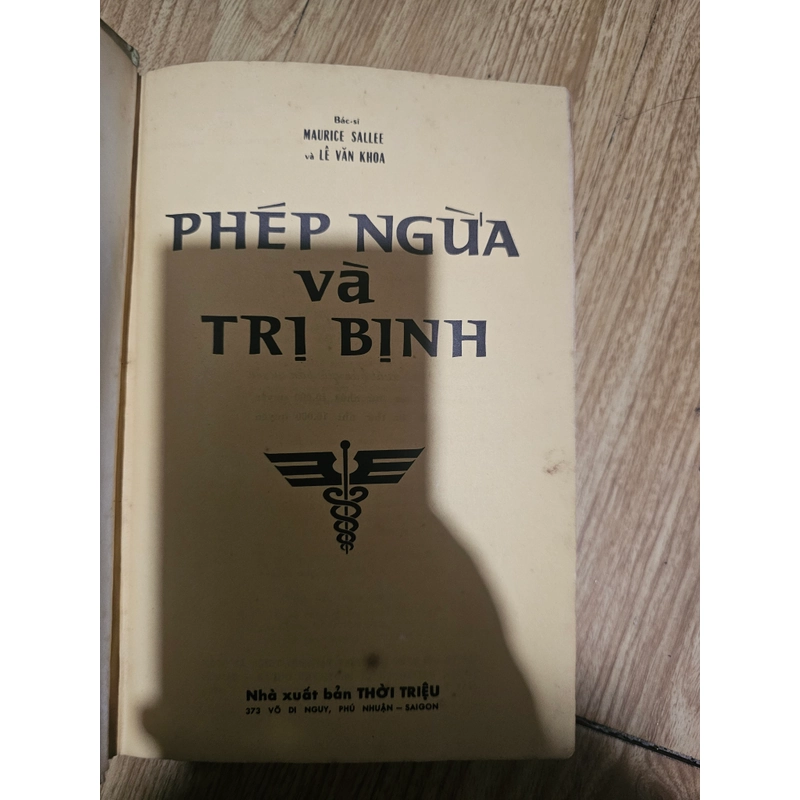 Bác-sĩ
MAURICE SALLEE
và LÊ VĂN KHOA
PHÉP NGỪA
và
TRỊ BỊNH
Nhà xuất bản THỜI TRIỆU
373 VÕ DI NGUY, PHÚ NHUẬN — SAIGON